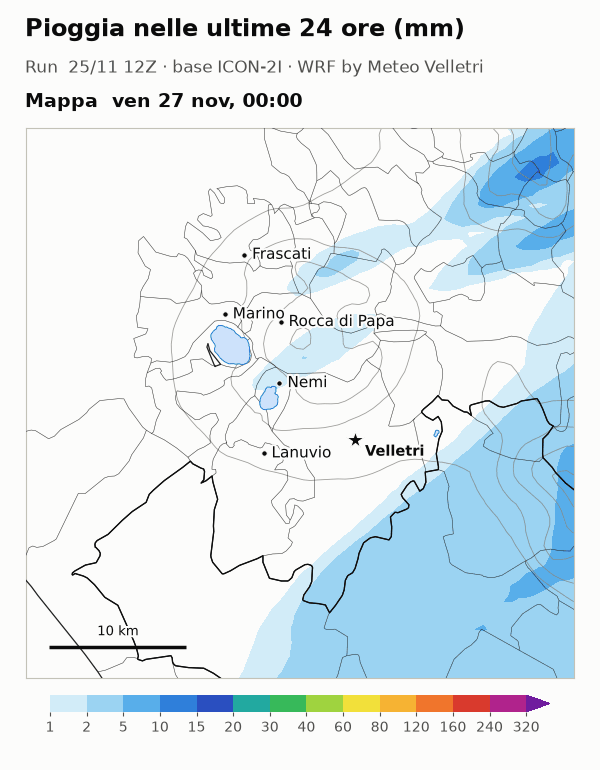 Pioggia nelle ultime 24 ore (mm)
Run  25/11 12Z · base ICON-2I · WRF by Meteo Velletri
Mappa  ven 27 nov, 00:00
Frascati
Marino
Rocca di Papa
Nemi
Velletri
Lanuvio
10 km
1 2 5 10 15 20 30 40 60 80 120 160 240 320